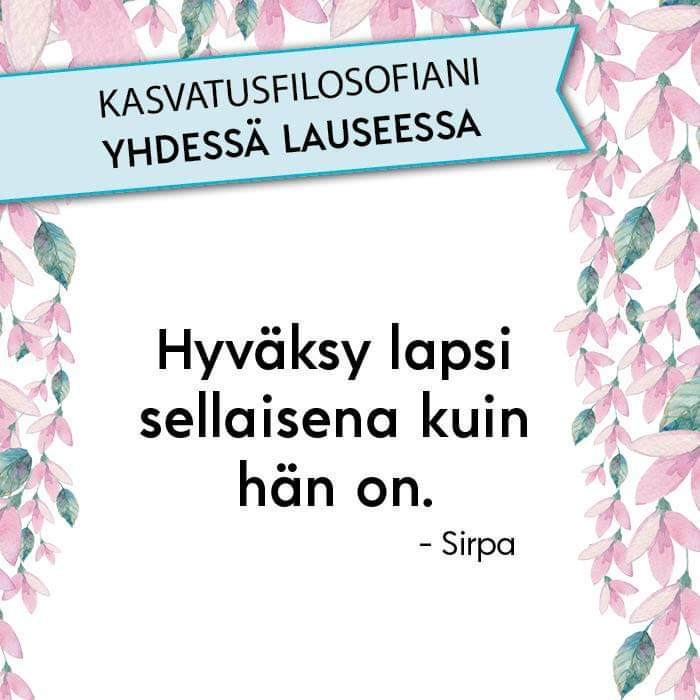 KASVATUSFILOSOFIANI
YHDESSÄ LAUSEESSA
Hyväksy lapsi
sellaisena kuin
hän on.
- Sirpa